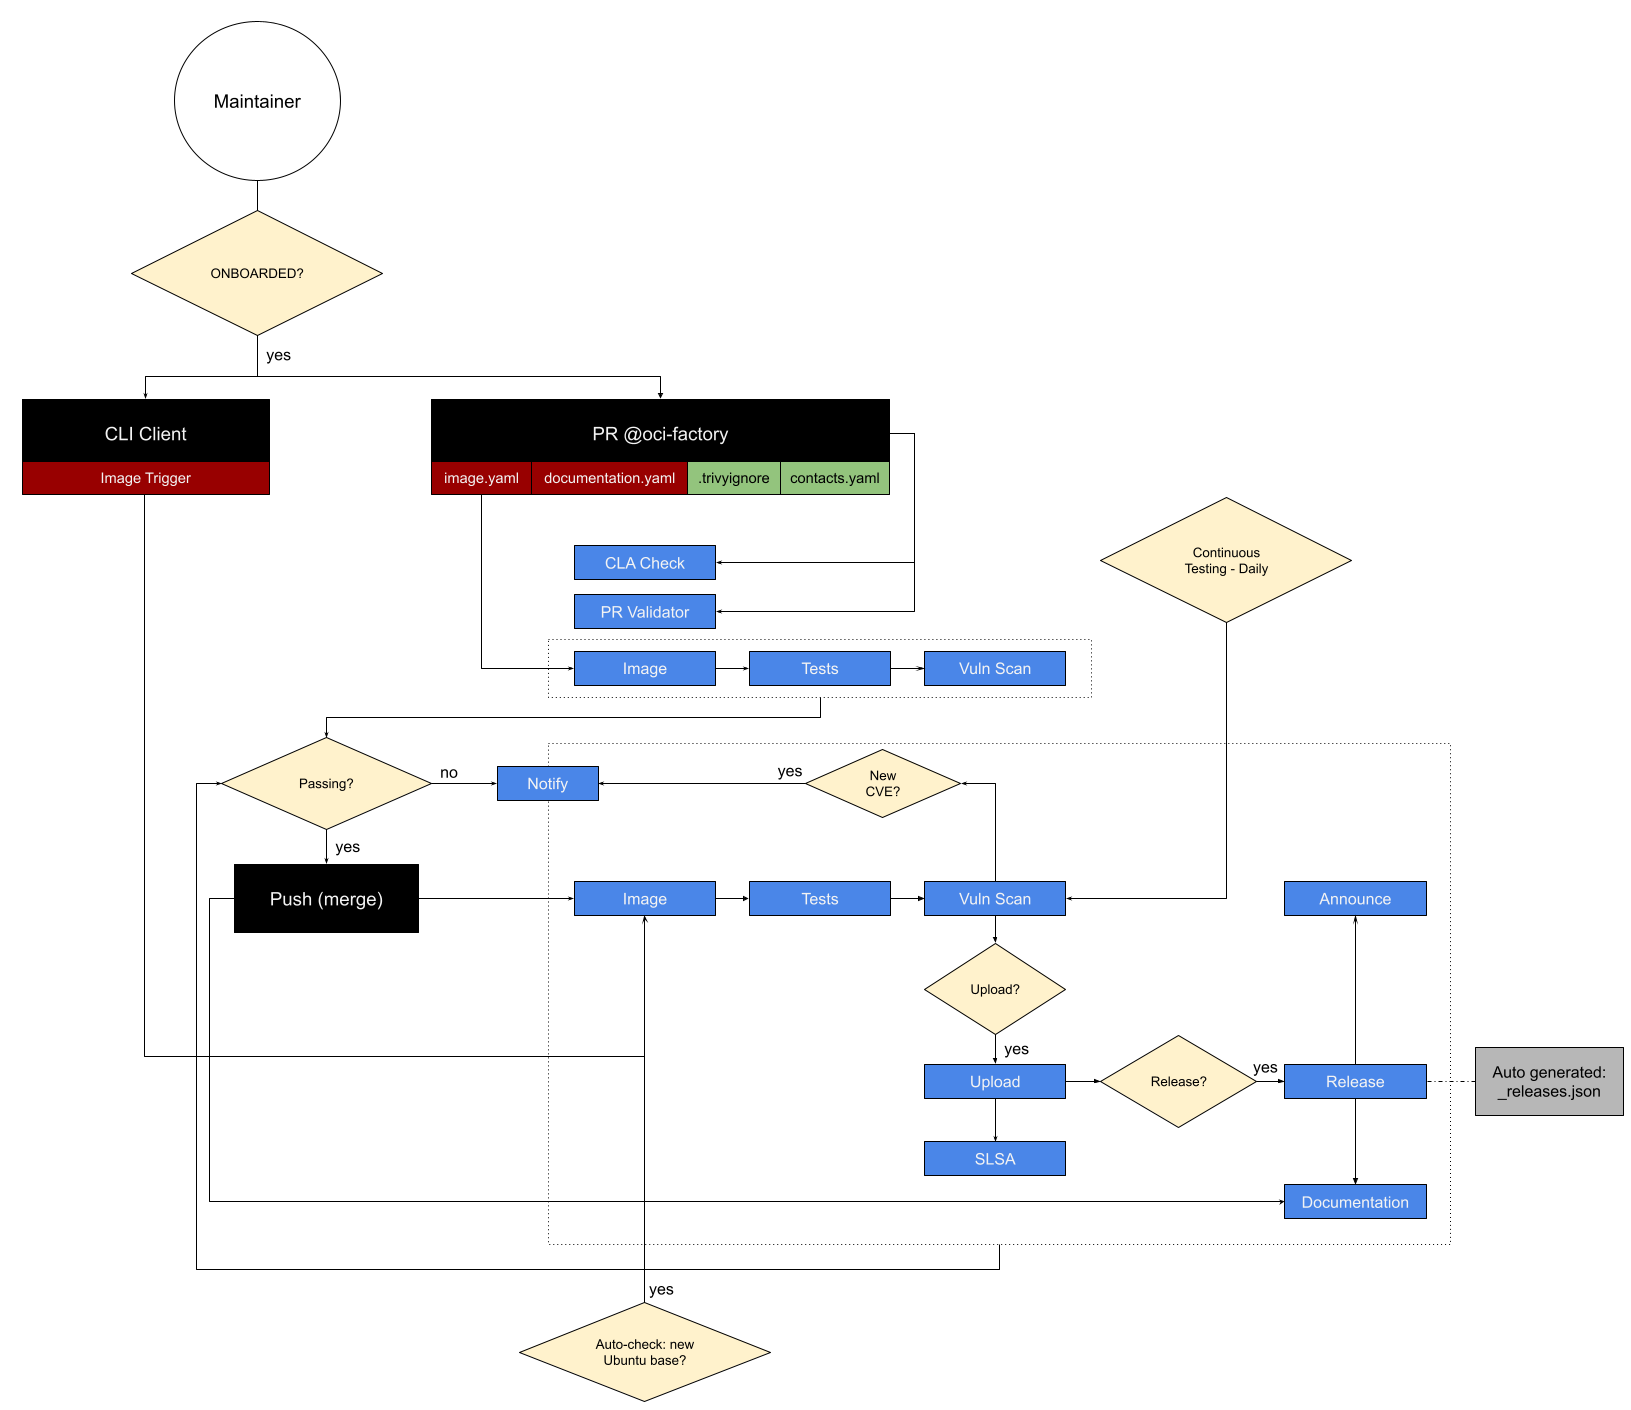 Maintainer
ONBOARDED?
yes
CLI Client
Image Trigger
PR @oci-factory
image.yaml
documentation.yaml
.trivyignore
contacts.yaml
CLA Check
PR Validator
Continuous
Testing - Daily
Image
Tests
Vuln Scan
Passing?
no
Notify
yes
New
CVE?
yes
Push (merge)
Image
Tests
Vuln Scan
Announce
Upload?
yes
Upload
Release?
yes
Release
Auto generated:
_releases.json
SLSA
Documentation
yes
Auto-check: new
Ubuntu base?